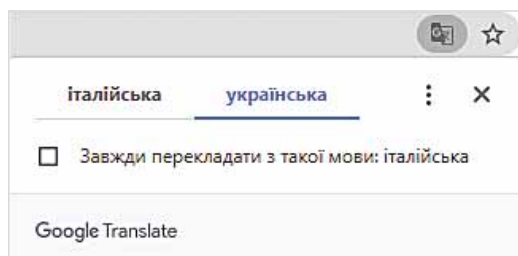 італійська українська
Завжди перекладати з такої мови: італійська
Google Translate